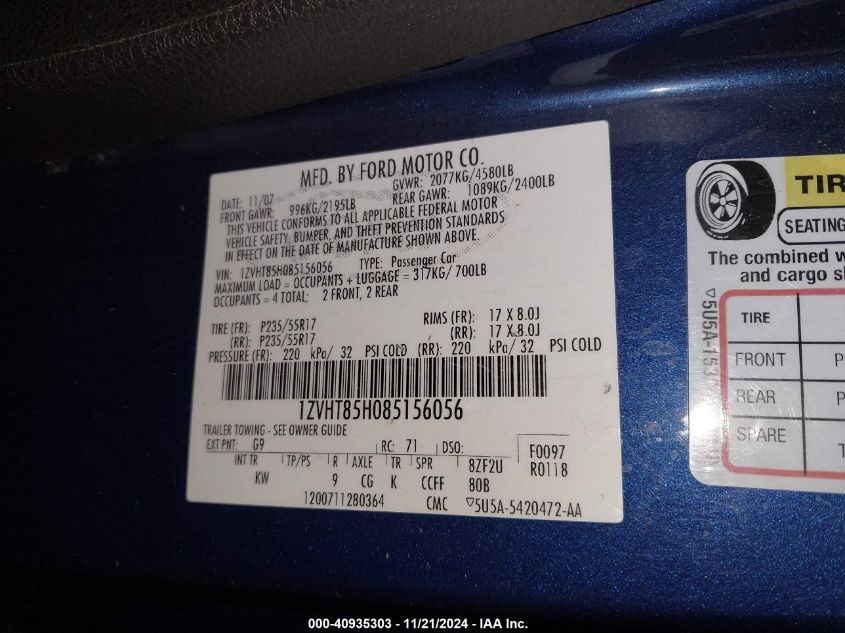 MFD. BY FORD MOTOR CO.
DATE: 11/07 GVWR: 2077KG/4580LB
FRONT GAWR: 996KG/2195LB REAR GAWR: 1089KG/2400LB
THIS VEHICLE CONFORMS TO ALL APPLICABLE FEDERAL MOTOR
VEHICLE SAFETY, BUMPER, AND THEFT PREVENTION STANDARDS
IN EFFECT ON THE DATE OF MANUFACTURE SHOWN ABOVE.
VIN: 1ZVHT85H085156056 TYPE: Passenger Car
MAXIMUM LOAD = OCCUPANTS + LUGGAGE = 317KG/ 700LB
OCCUPANTS = 4 TOTAL; 2 FRONT, 2 REAR
TIRE (FR): P235/55R17 RIMS (FR): 17 X 8.0J
(RR): P235/55R17 (RR): 17 X 8.0J
PRESSURE (FR): 220 kPa/ 32 PSI COLD (RR): 220 kPa/ 32 PSI COLD
1ZVHT85H085156056
TRAILER TOWING - SEE OWNER GUIDE
EXT PNT: G9 RC: 71 DSO: F0097
INT TR TP/PS R AXLE TR SPR 8ZF2U R0118
KW 9 CG K CCFF 80B
1200711280364 CMC ▽5U5A-5420472-AA
TIR
SEATING
The combined w
and cargo sh
▽5U5A-153
TIRE
FRONT P
REAR P
SPARE T
000-40935303 - 11/21/2024 - IAA Inc.